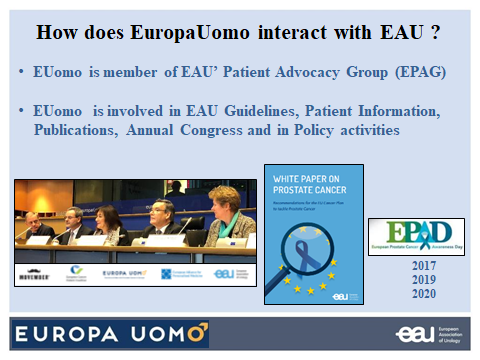 How does EuropaUomo interact with EAU ?
• EUomo is member of EAU' Patient Advocacy Group (EPAG)
• EUomo is involved in EAU Guidelines, Patient Information,
Publications, Annual Congress and in Policy activities
WHITE PAPER ON
PROSTATE CANCER
Recommendations for the EU Cancer Plan
to tackle Prostate Cancer
eau
MOVEMBER
EUROPA UOMO
eau
EPAD
European Prostate Cancer Awareness Day
2017
2019
2020
EUROPA UOMO
eau
European
Association
of Urology